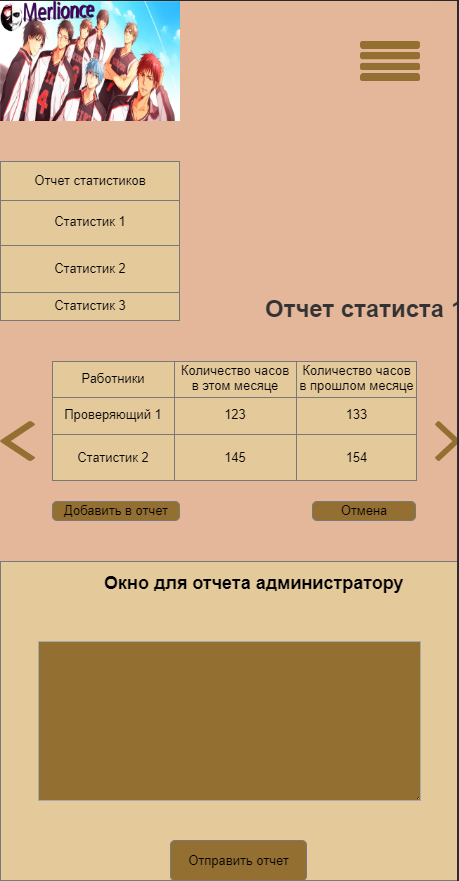 Merlionce
Отчет статистиков
Статистик 1
Статистик 2
Статистик 3
Отчет статиста 1
Работники
Количество часов
в этом месяце
Количество часов
в прошлом месяце
Проверяющий 1
123
133
Статистик 2
145
154
Добавить в отчет
Отмена
Окно для отчета администратору
Отправить отчет